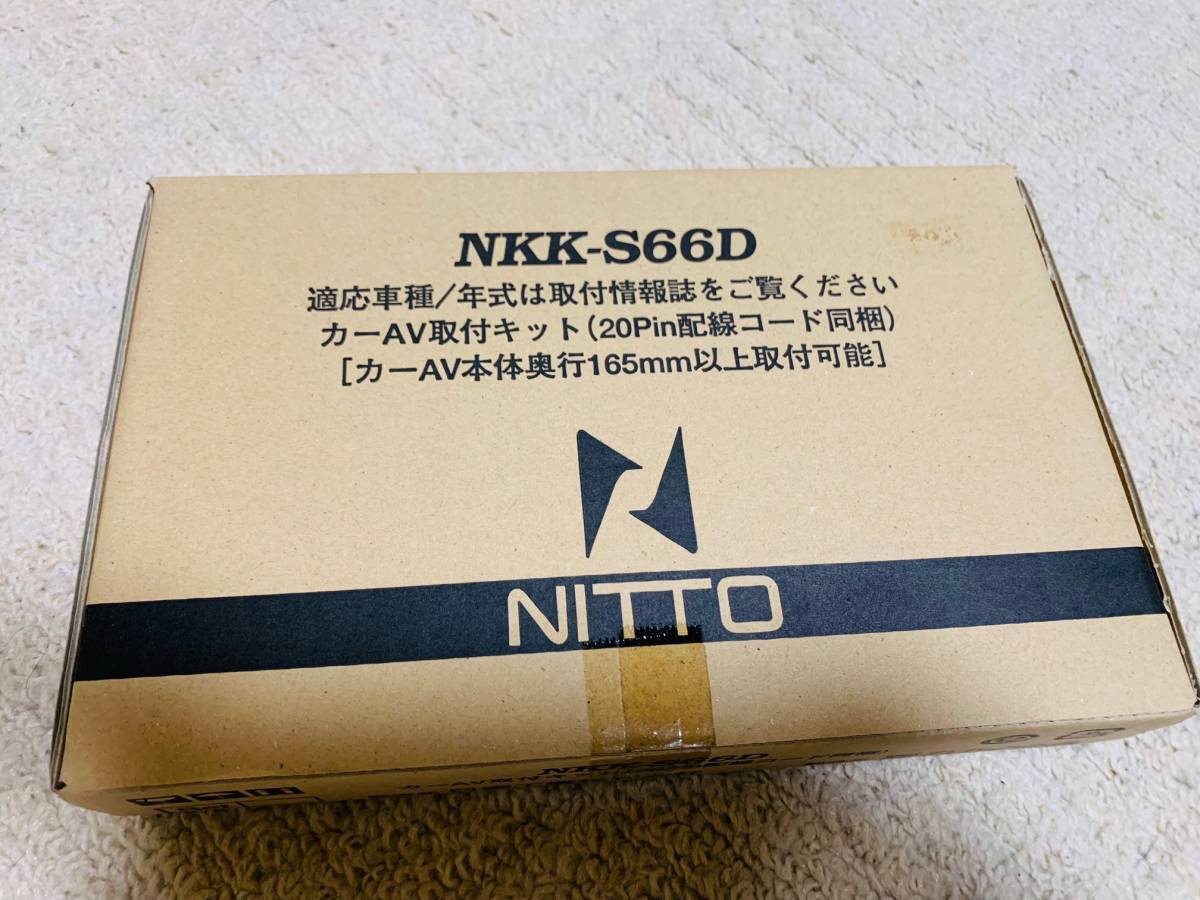 NKK-S66D
適応車種/年式は取付情報誌をご覧ください
カーAV取付キット(20Pin配線コード同梱)
[カーAV本体奥行165mm以上取付可能]
NITTO
NKK-S66D